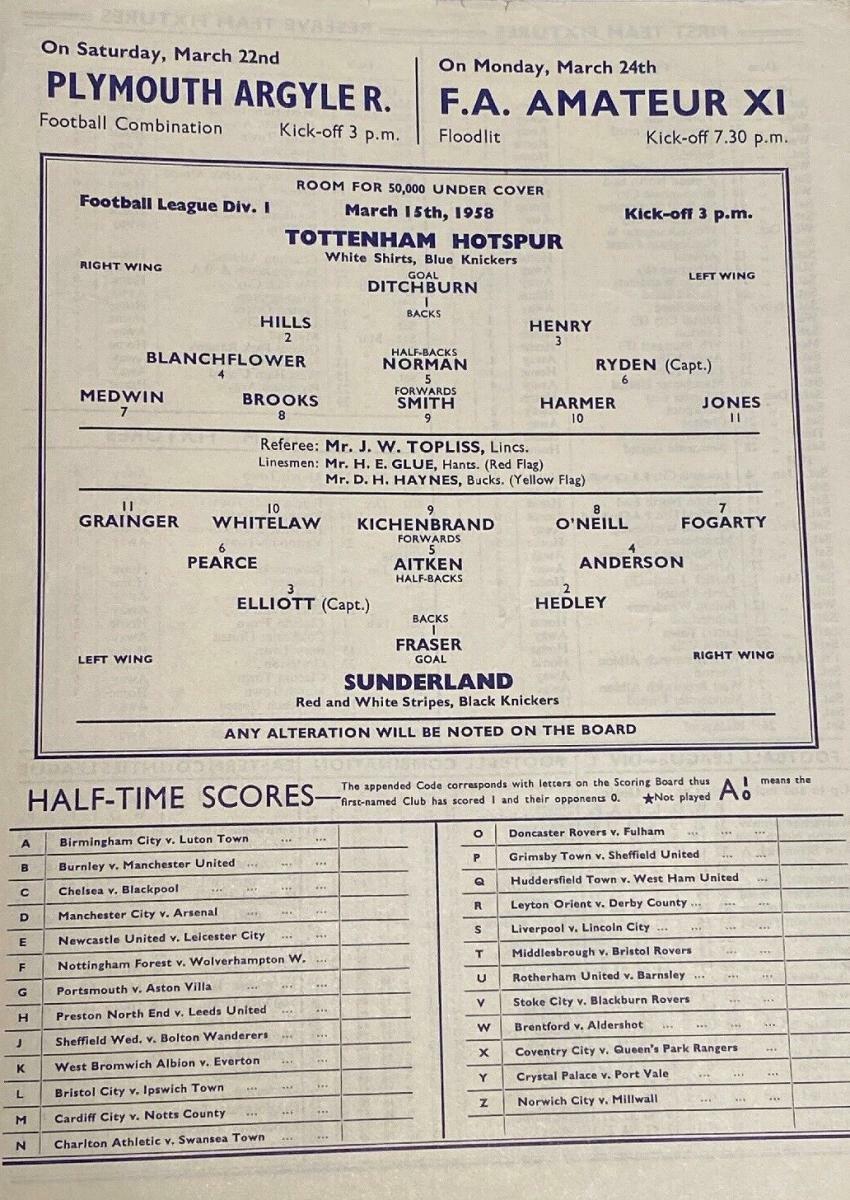 On Saturday, March 22nd
PLYMOUTH ARGYLE R.
Football Combination Kick-off 3 p.m.
On Monday, March 24th
F.A. AMATEUR XI
Floodlit Kick-off 7.30 p.m.
ROOM FOR 50,000 UNDER COVER
Football League Div. I March 15th, 1958 Kick-off 3 p.m.
TOTTENHAM HOTSPUR
White Shirts, Blue Knickers
RIGHT WING GOAL LEFT WING
DITCHBURN
1
BACKS
HILLS HENRY
2 3
HALF-BACKS
BLANCHFLOWER NORMAN RYDEN (Capt.)
4 5 6
FORWARDS
MEDWIN BROOKS SMITH HARMER JONES
7 8 9 10 11
Referee: Mr. J. W. TOPLISS, Lincs.
Linesmen: Mr. H. E. GLUE, Hants. (Red Flag)
Mr. D. H. HAYNES, Bucks. (Yellow Flag)
11 10 9 8 7
GRAINGER WHITELAW KICHENBRAND O'NEILL FOGARTY
FORWARDS
6 5 4
PEARCE AITKEN ANDERSON
HALF-BACKS
3 2
ELLIOTT (Capt.) HEDLEY
BACKS
1
FRASER
LEFT WING GOAL RIGHT WING
SUNDERLAND
Red and White Stripes, Black Knickers
ANY ALTERATION WILL BE NOTED ON THE BOARD
HALF-TIME SCORES—The appended Code corresponds with letters on the Scoring Board thus A 1 0 means the
first-named Club has scored 1 and their opponents 0. ★Not played
A Birmingham City v. Luton Town ... ...
B Burnley v. Manchester United ... ... ...
C Chelsea v. Blackpool ... ... ... ...
D Manchester City v. Arsenal ... ... ...
E Newcastle United v. Leicester City ... ...
F Nottingham Forest v. Wolverhampton W. ...
G Portsmouth v. Aston Villa ... ... ...
H Preston North End v. Leeds United ... ...
J Sheffield Wed. v. Bolton Wanderers ... ...
K West Bromwich Albion v. Everton ... ...
L Bristol City v. Ipswich Town ... ... ...
M Cardiff City v. Notts County ... ... ...
N Charlton Athletic v. Swansea Town ... ...
O Doncaster Rovers v. Fulham ... ... ...
P Grimsby Town v. Sheffield United ... ...
Q Huddersfield Town v. West Ham United ...
R Leyton Orient v. Derby County ... ... ...
S Liverpool v. Lincoln City ... ... ...
T Middlesbrough v. Bristol Rovers ... ...
U Rotherham United v. Barnsley ... ... ...
V Stoke City v. Blackburn Rovers ... ...
W Brentford v. Aldershot ... ... ... ...
X Coventry City v. Queen's Park Rangers ...
Y Crystal Palace v. Port Vale ... ... ...
Z Norwich City v. Millwall ... ... ...